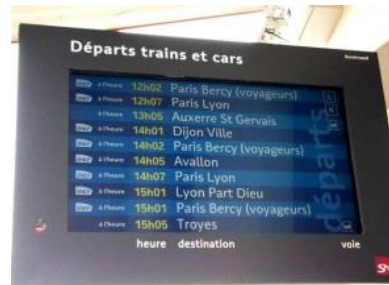 Départs trains et cars
à l'heure 12h02 Paris Bercy (voyageurs)
à l'heure 12h07 Paris Lyon
à l'heure 13h05 Auxerre St Gervais
à l'heure 14h01 Dijon Ville
à l'heure 14h02 Paris Bercy (voyageurs)
à l'heure 14h05 Avallon
à l'heure 14h07 Paris Lyon
à l'heure 15h01 Lyon Part Dieu
à l'heure 15h01 Paris Bercy (voyageurs)
à l'heure 15h05 Troyes
départs
heure destination voie